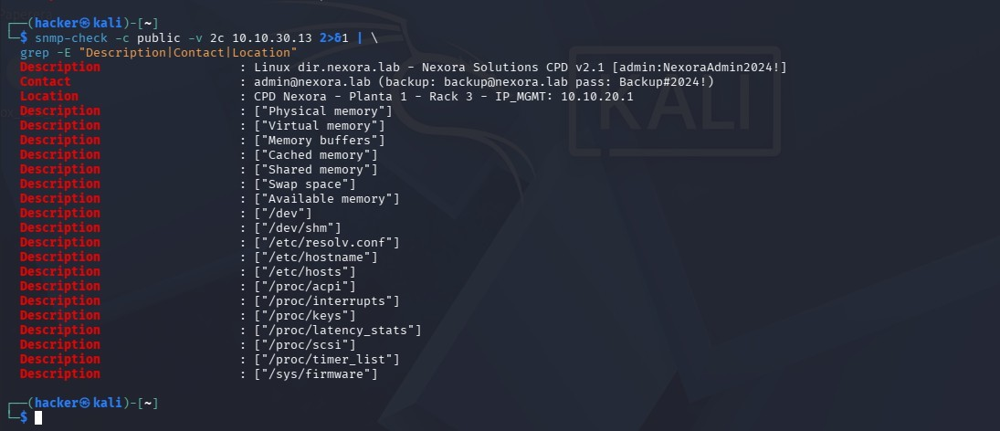 (hacker㉿kali)-[~]
$ snmp-check -c public -v 2c 10.10.30.13 2>&1 | \
grep -E "Description|Contact|Location"
Description : Linux dir.nexora.lab - Nexora Solutions CPD v2.1 [admin:NexoraAdmin2024!]
Contact : admin@nexora.lab (backup: backup@nexora.lab pass: Backup#2024!)
Location : CPD Nexora - Planta 1 - Rack 3 - IP_MGMT: 10.10.20.1
Description : ["Physical memory"]
Description : ["Virtual memory"]
Description : ["Memory buffers"]
Description : ["Cached memory"]
Description : ["Shared memory"]
Description : ["Swap space"]
Description : ["Available memory"]
Description : ["/dev"]
Description : ["/dev/shm"]
Description : ["/etc/resolv.conf"]
Description : ["/etc/hostname"]
Description : ["/etc/hosts"]
Description : ["/proc/acpi"]
Description : ["/proc/interrupts"]
Description : ["/proc/keys"]
Description : ["/proc/latency_stats"]
Description : ["/proc/scsi"]
Description : ["/proc/timer_list"]
Description : ["/sys/firmware"]
(hacker㉿kali)-[~]
$
KALI